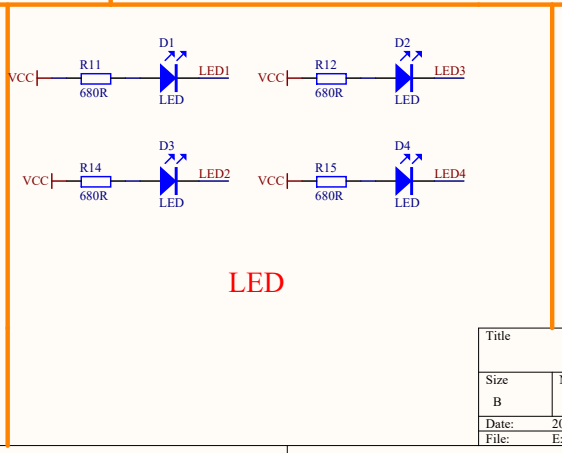 D1
D2
R11
LED1
R12
LED3
VCC
VCC
680R
LED
680R
LED
D3
D4
R14
LED2
R15
LED4
VCC
VCC
680R
LED
680R
LED
LED
Title
Size
B
Date:
File: